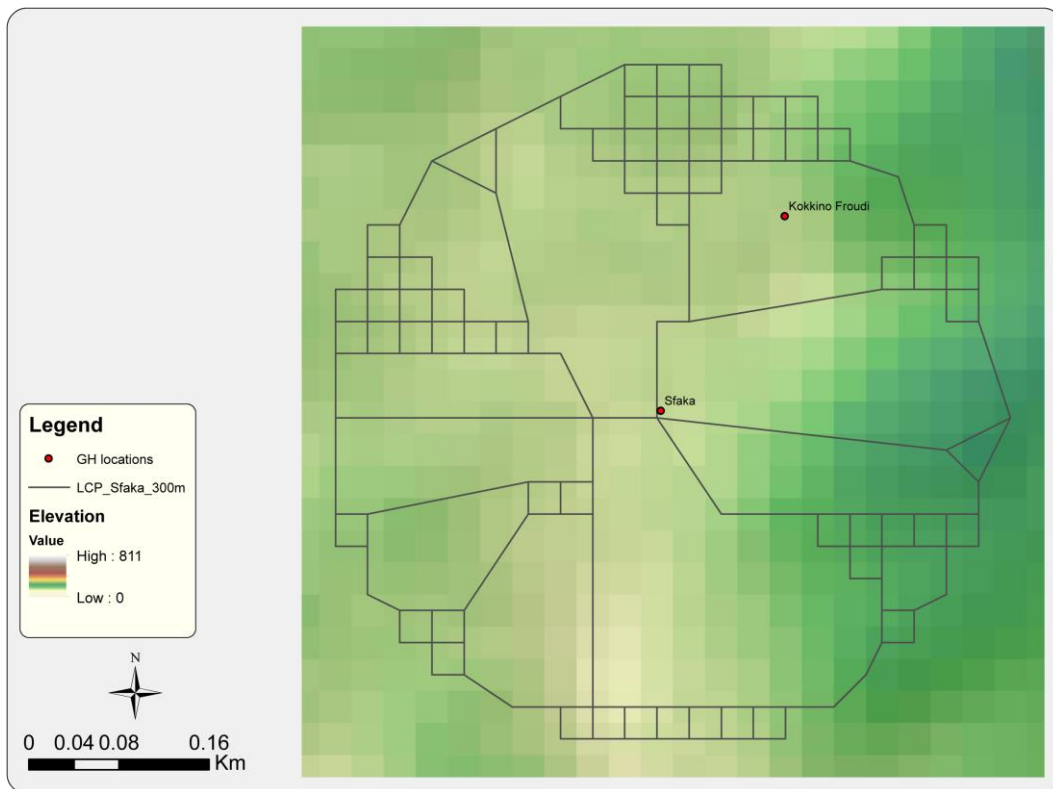 Kokkino Froudi
Sfaka
Legend
GH locations
LCP_Sfaka_300m
Elevation
Value
High : 811
Low : 0
N
0 0.04 0.08 0.16
Km